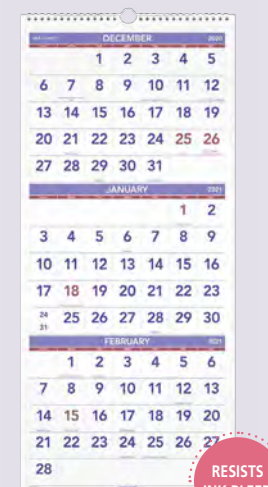 DECEMBER 2020
1 2 3 4 5
6 7 8 9 10 11 12
13 14 15 16 17 18 19
20 21 22 23 24 25 26
27 28 29 30 31
JANUARY 2021
1 2
3 4 5 6 7 8 9
10 11 12 13 14 15 16
17 18 19 20 21 22 23
24
31 25 26 27 28 29 30
FEBRUARY 2021
1 2 3 4 5 6
7 8 9 10 11 12 13
14 15 16 17 18 19 20
21 22 23 24 25 26 27
28
RESISTS